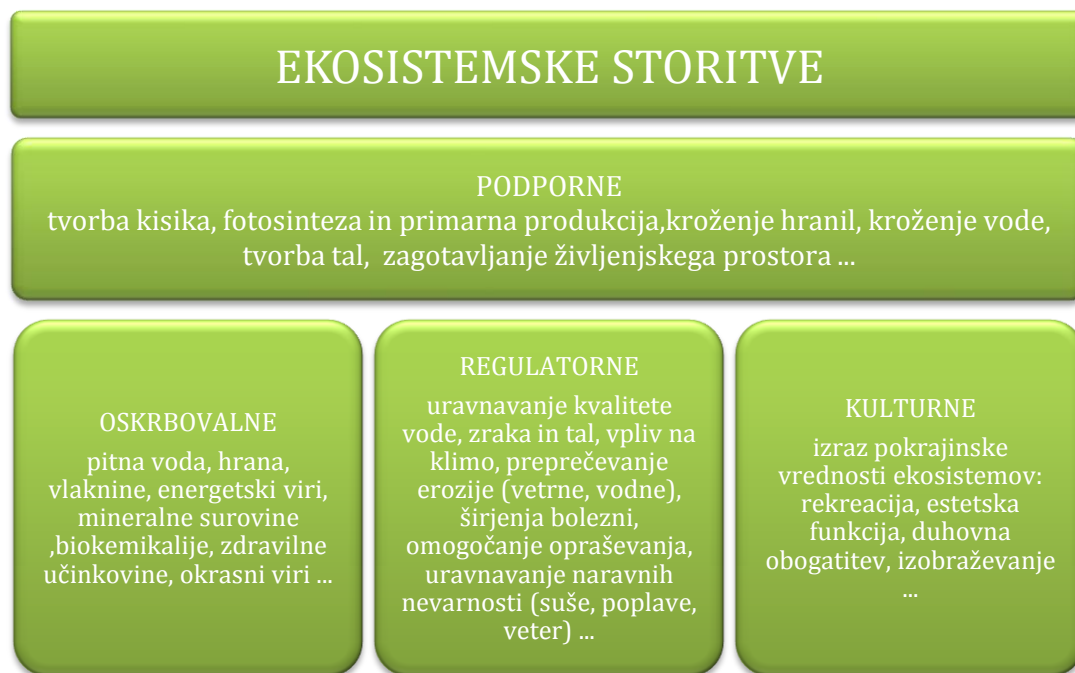 EKOSISTEMSKE STORITVE
PODPORNE
tvorba kisika, fotosinteza in primarna produkcija,kroženje hranil, kroženje vode,
tvorba tal, zagotavljanje življenjskega prostora ...
OSKRBOVALNE
pitna voda, hrana,
vlaknine, energetski viri,
mineralne surovine
,biokemikalije, zdravilne
učinkovine, okrasni viri ...
REGULATORNE
uravnavanje kvalitete
vode, zraka in tal, vpliv na
klimo, preprečevanje
erozije (vetrne, vodne),
širjenja bolezni,
omogočanje opraševanja,
uravnavanje naravnih
nevarnosti (suše, poplave,
veter) ...
KULTURNE
izraz pokrajinske
vrednosti ekosistemov:
rekreacija, estetska
funkcija, duhovna
obogatitev, izobraževanje
...